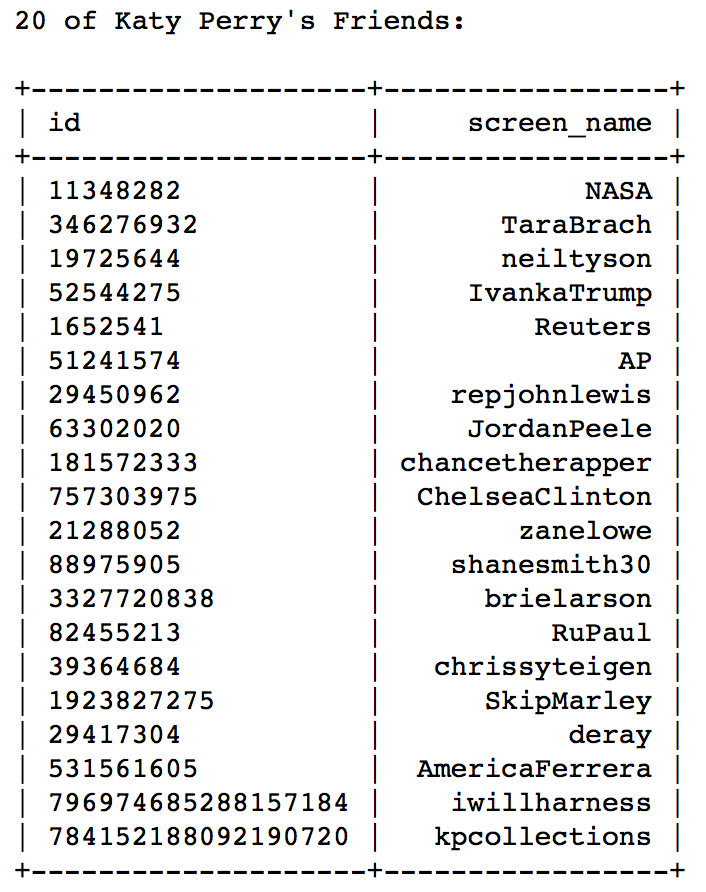 20 of Katy Perry's Friends:
+--------------------+-----------------+
| id                 |     screen_name |
+--------------------+-----------------+
| 11348282           |            NASA |
| 346276932          |       TaraBrach |
| 19725644           |       neiltyson |
| 52544275           |     IvankaTrump |
| 1652541            |         Reuters |
| 51241574           |              AP |
| 29450962           |    repjohnlewis |
| 63302020           |     JordanPeele |
| 181572333          | chancetherapper |
| 757303975          |  ChelseaClinton |
| 21288052           |        zanelowe |
| 88975905           |    shanesmith30 |
| 3327720838         |      brielarson |
| 82455213           |          RuPaul |
| 39364684           |   chrissyteigen |
| 1923827275         |      SkipMarley |
| 29417304           |           deray |
| 531561605          |  AmericaFerrera |
| 796974685288157184 |    iwillharness |
| 784152188092190720 |   kpcollections |
+--------------------+-----------------+